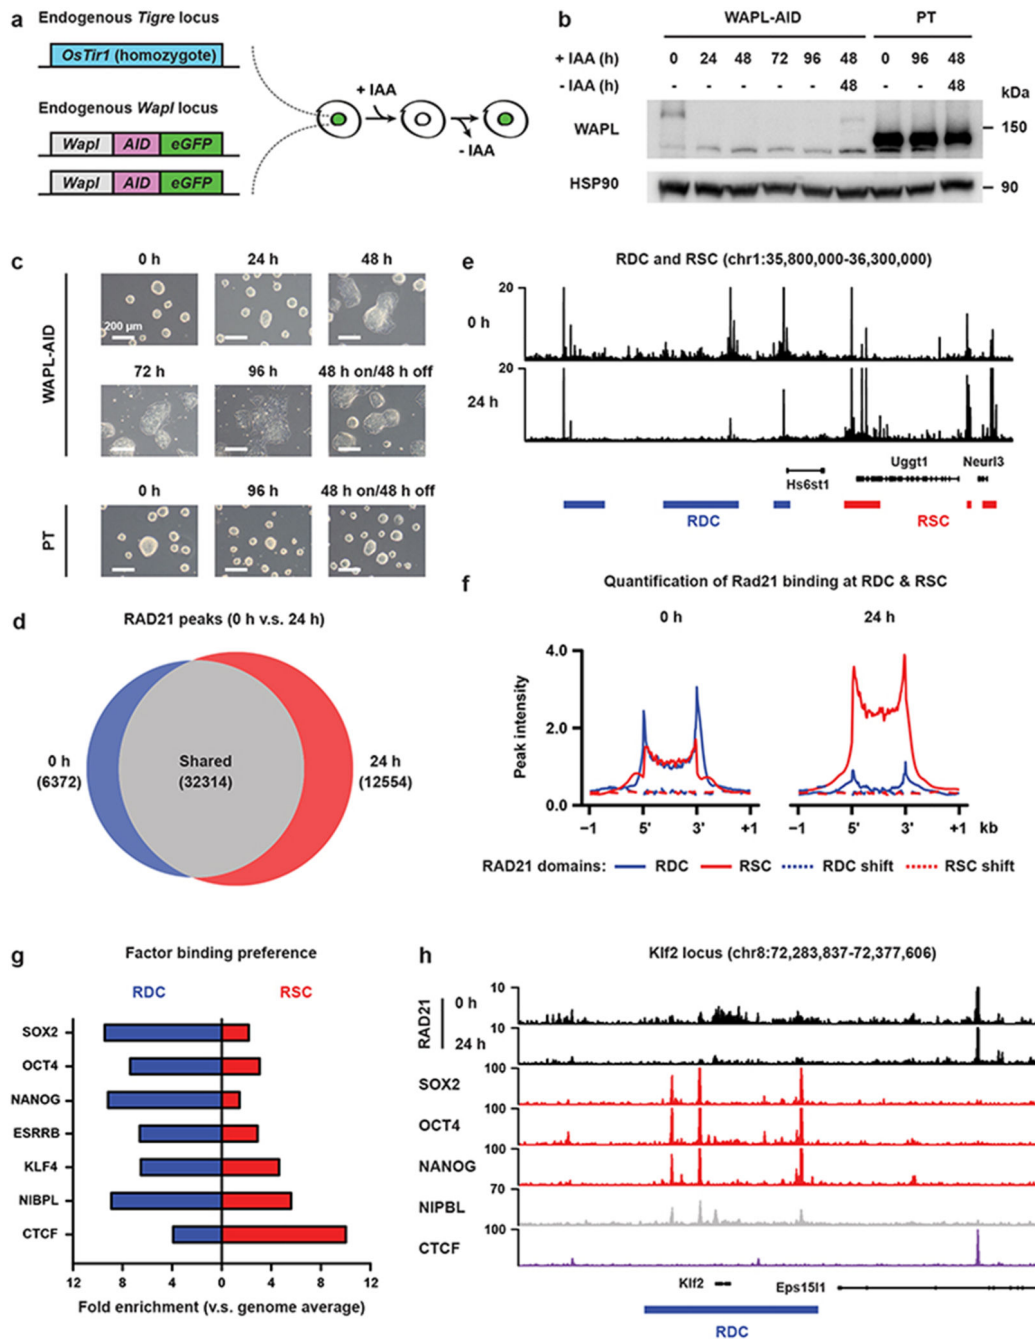 a
Endogenous Tigre locus
OsTir1 (homozygote)
Endogenous Wapl locus
Wapl AID eGFP
Wapl AID eGFP
+ IAA
- IAA
b
WAPL-AID PT
+ IAA (h) 0 24 48 72 96 48 0 96 48
- IAA (h) - - - - - 48 - - 48
kDa
WAPL 150
HSP90 90
c
0 h 24 h 48 h
200 µm
WAPL-AID
72 h 96 h 48 h on/48 h off
0 h 96 h 48 h on/48 h off
PT
d
RAD21 peaks (0 h v.s. 24 h)
0 h
(6372)
Shared
(32314)
24 h
(12554)
e
RDC and RSC (chr1:35,800,000-36,300,000)
20
0 h
20
24 h
Uggt1 Neurl3
Hs6st1
RDC RSC
f
Quantification of Rad21 binding at RDC & RSC
0 h 24 h
Peak intensity
4.0
2.0
0.0
−1 5' 3' +1 −1 5' 3' +1 kb
RAD21 domains: RDC RSC RDC shift RSC shift
g
Factor binding preference
RDC RSC
SOX2
OCT4
NANOG
ESRRB
KLF4
NIBPL
CTCF
12 8 4 0 4 8 12
Fold enrichment (v.s. genome average)
h
Klf2 locus (chr8:72,283,837-72,377,606)
RAD21
10
0 h
10
24 h
100
SOX2
100
OCT4
100
NANOG
70
NIPBL
100
CTCF
Klf2 Eps15l1
RDC